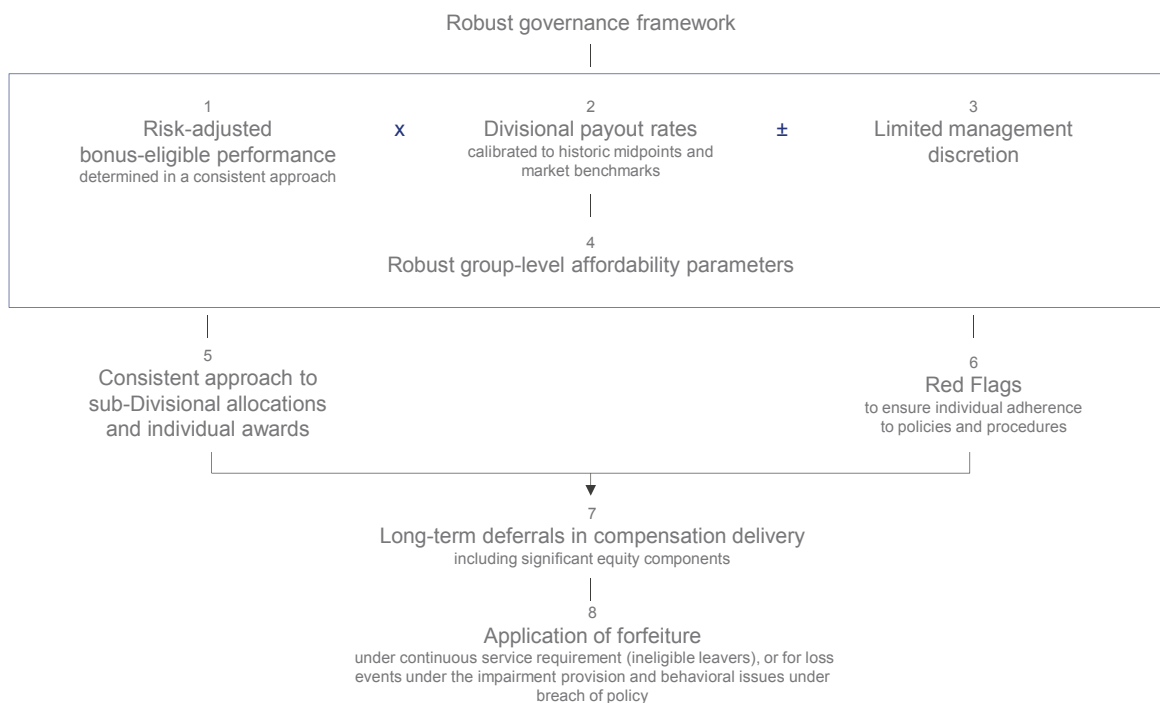 Robust governance framework
1
Risk-adjusted
bonus-eligible performance
determined in a consistent approach
x
2
Divisional payout rates
calibrated to historic midpoints and
market benchmarks
±
3
Limited management
discretion
4
Robust group-level affordability parameters
5
Consistent approach to
sub-Divisional allocations
and individual awards
6
Red Flags
to ensure individual adherence
to policies and procedures
7
Long-term deferrals in compensation delivery
including significant equity components
8
Application of forfeiture
under continuous service requirement (ineligible leavers), or for loss
events under the impairment provision and behavioral issues under
breach of policy